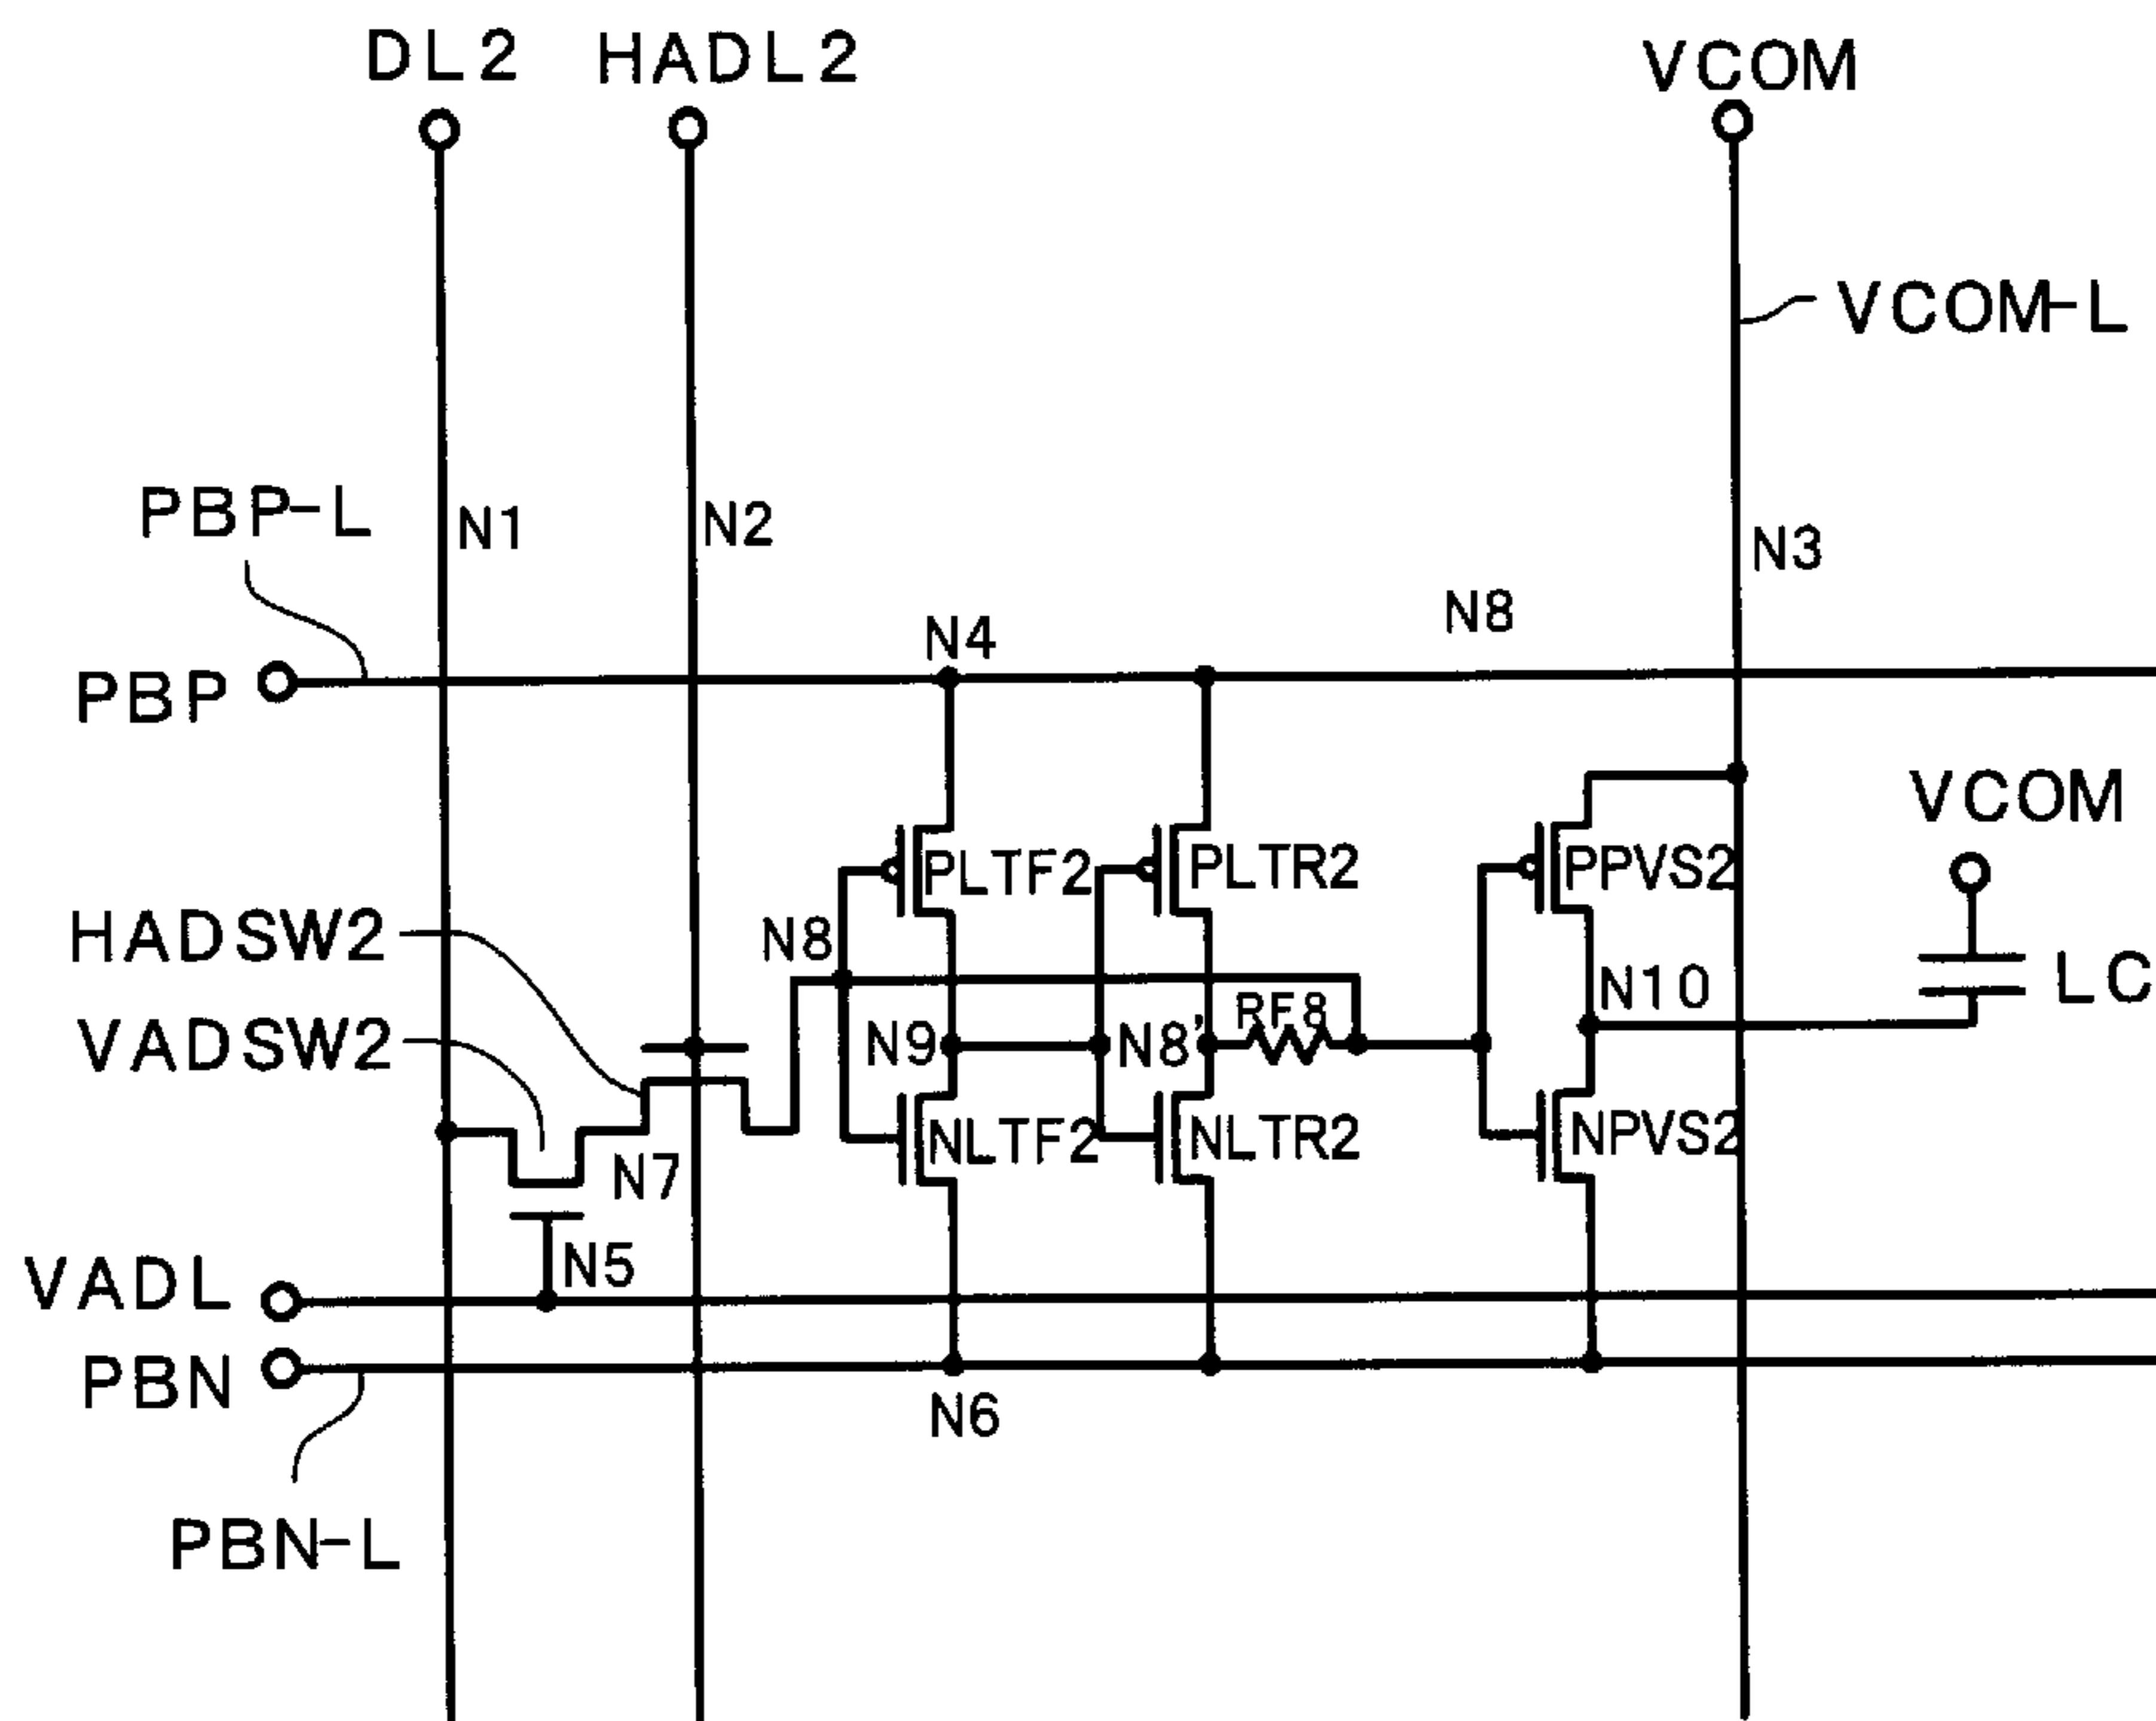 DL2
HADL2
VCOM
VCOM-L
PBP-L
N1
N2
N3
N8
N4
PBP
VCOM
PLTF2
PLTR2
PPVS2
HADSW2
N8
N10
LC
RF8
VADSW2
N9
N8'
NLTF2
NLTR2
NPVS2
N7
N5
VADL
PBN
N6
PBN-L